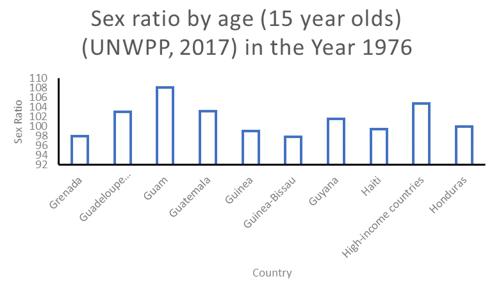 Sex ratio by age (15 year olds)
(UNWPP, 2017) in the Year 1976
Sex Ratio
110
108
106
104
102
100
98
96
94
92
Grenada
Guadeloupe...
Guam
Guatemala
Guinea
Guinea-Bissau
Guyana
Haiti
High-income countries
Honduras
Country